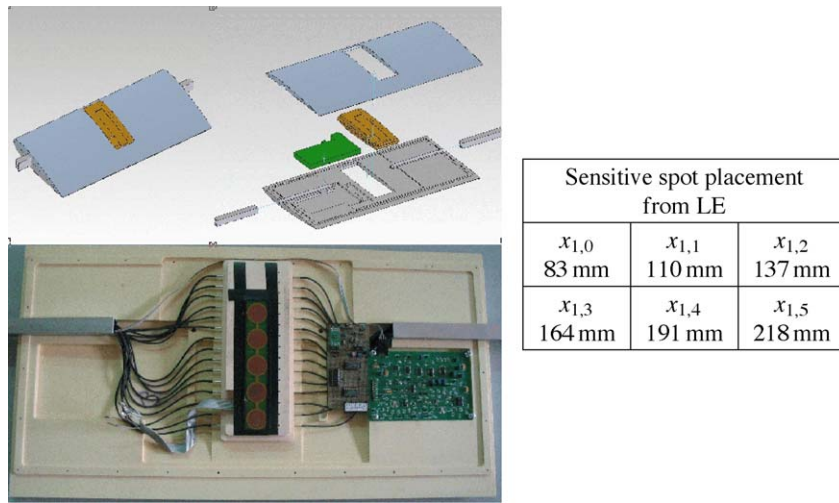 Sensitive spot placement
from LE
x1,0 x1,1 x1,2
83 mm 110 mm 137 mm
x1,3 x1,4 x1,5
164 mm 191 mm 218 mm